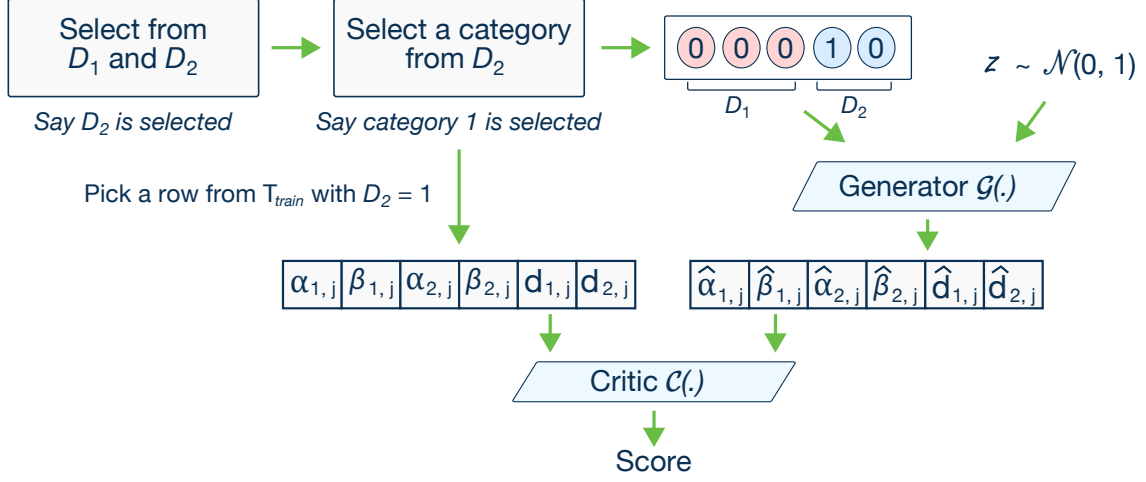 Select from
D₁ and D₂
Say D₂ is selected
Select a category
from D₂
Say category 1 is selected
0 0 0 1 0
D₁ D₂
z ~ 𝒩(0, 1)
Pick a row from T_train with D₂ = 1
Generator 𝒢(.)
α₁, ⱼ β₁, ⱼ α₂, ⱼ β₂, ⱼ d₁, ⱼ d₂, ⱼ
α̂₁, ⱼ β̂₁, ⱼ α̂₂, ⱼ β̂₂, ⱼ d̂₁, ⱼ d̂₂, ⱼ
Critic 𝒞(.)
Score